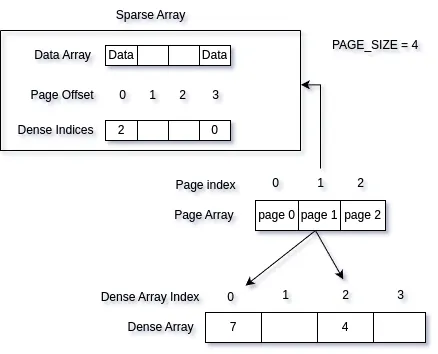 Sparse Array
PAGE_SIZE = 4
Data Array Data Data
Page Offset 0 1 2 3
Dense Indices 2 0
Page index 0 1 2
Page Array page 0 page 1 page 2
Dense Array Index 0 1 2 3
Dense Array 7 4